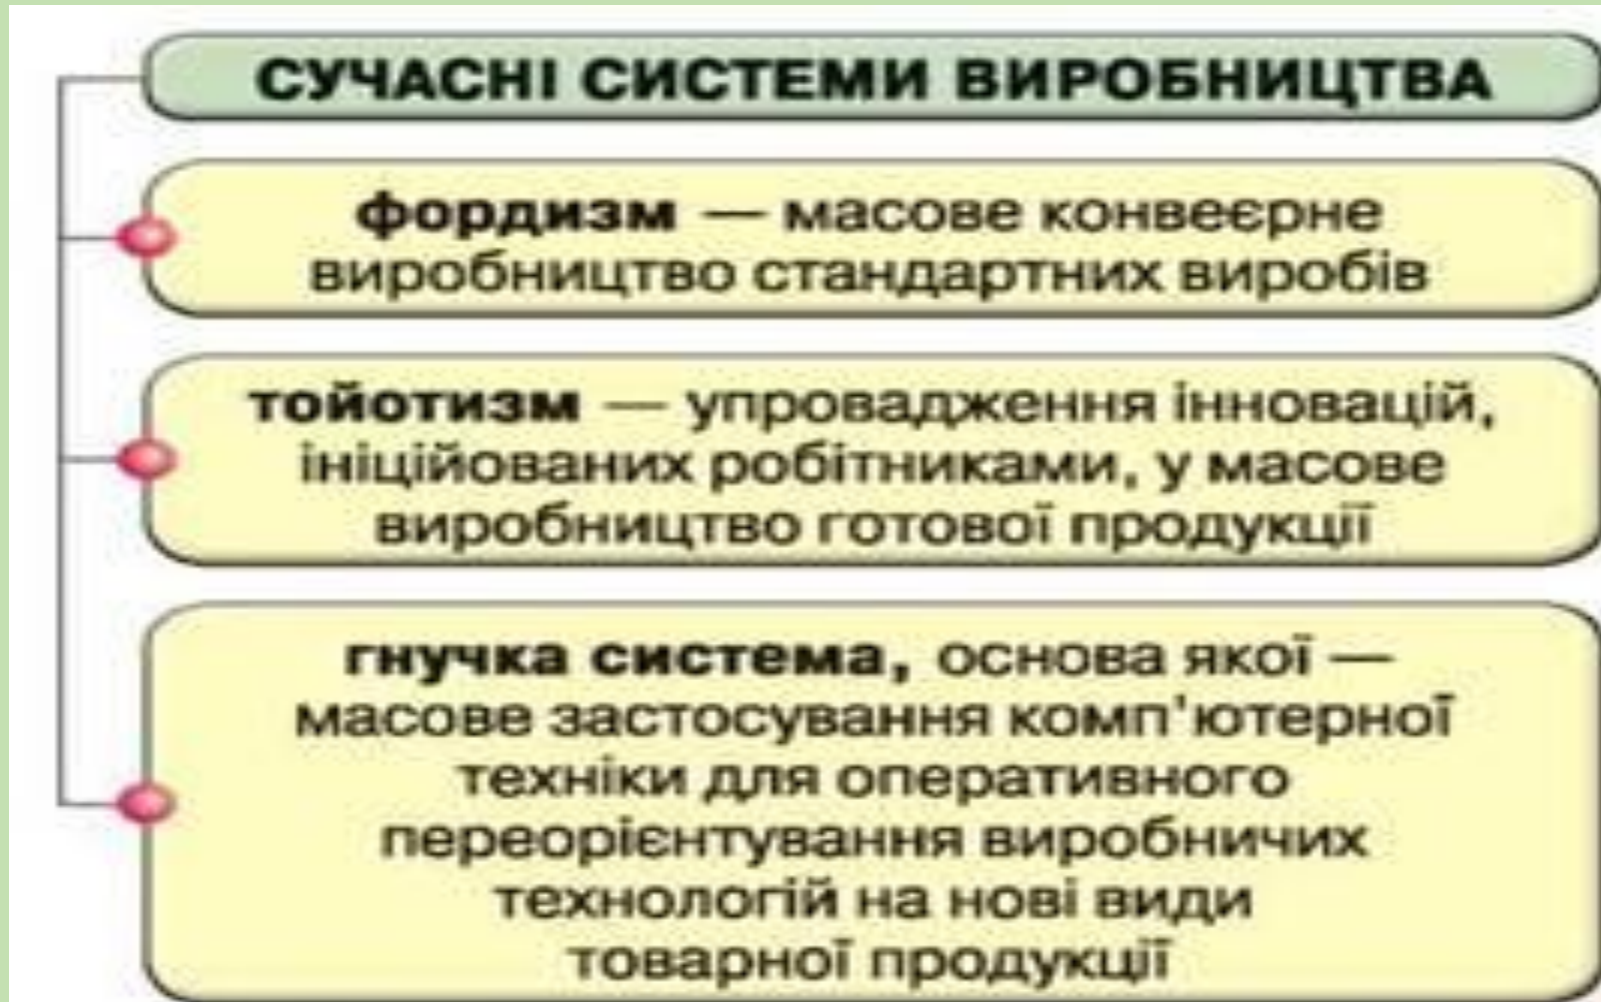 СУЧАСНІ СИСТЕМИ ВИРОБНИЦТВА
фордизм — масове конвеєрне
виробництво стандартних виробів
тойотизм — упровадження інновацій,
ініційованих робітниками, у масове
виробництво готової продукції
гнучка система, основа якої —
масове застосування комп'ютерної
техніки для оперативного
переорієнтування виробничих
технологій на нові види
товарної продукції